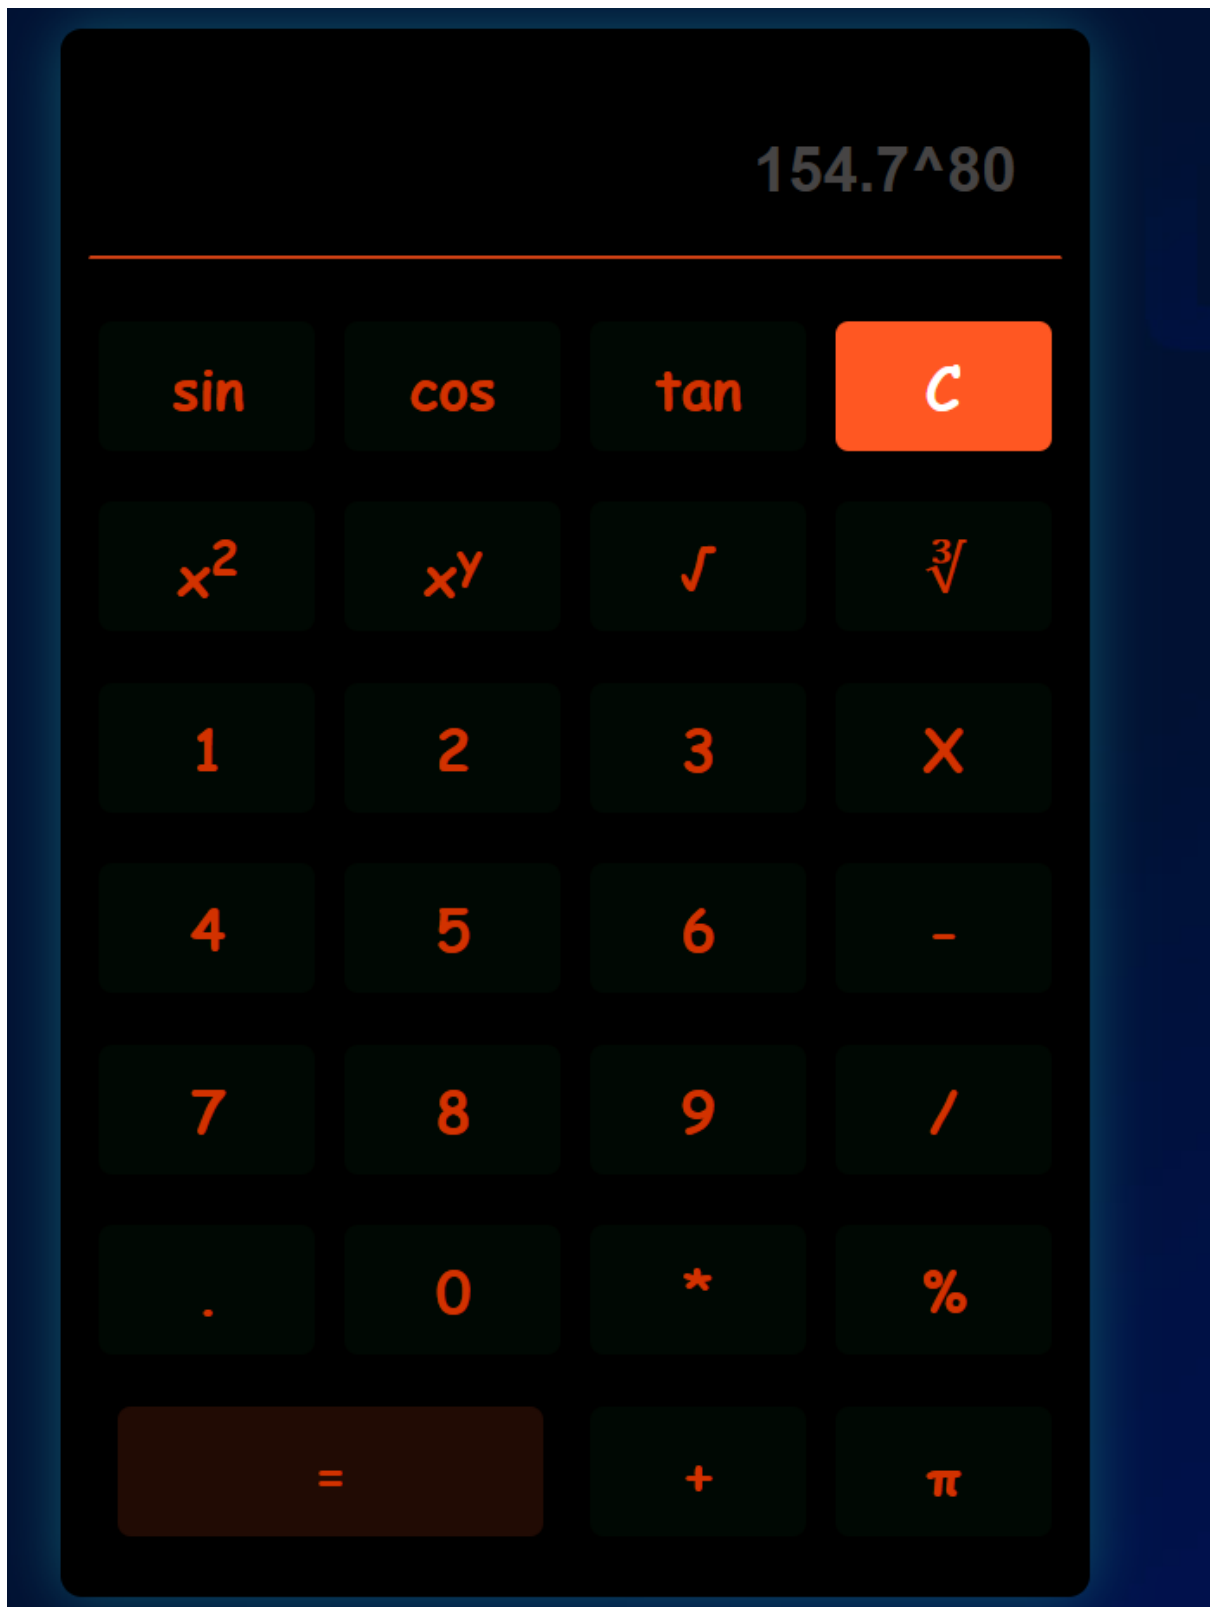 154.7^80
sin cos tan C
x² xʸ √ ∛
1 2 3 X
4 5 6 -
7 8 9 /
. 0 * %
= + π